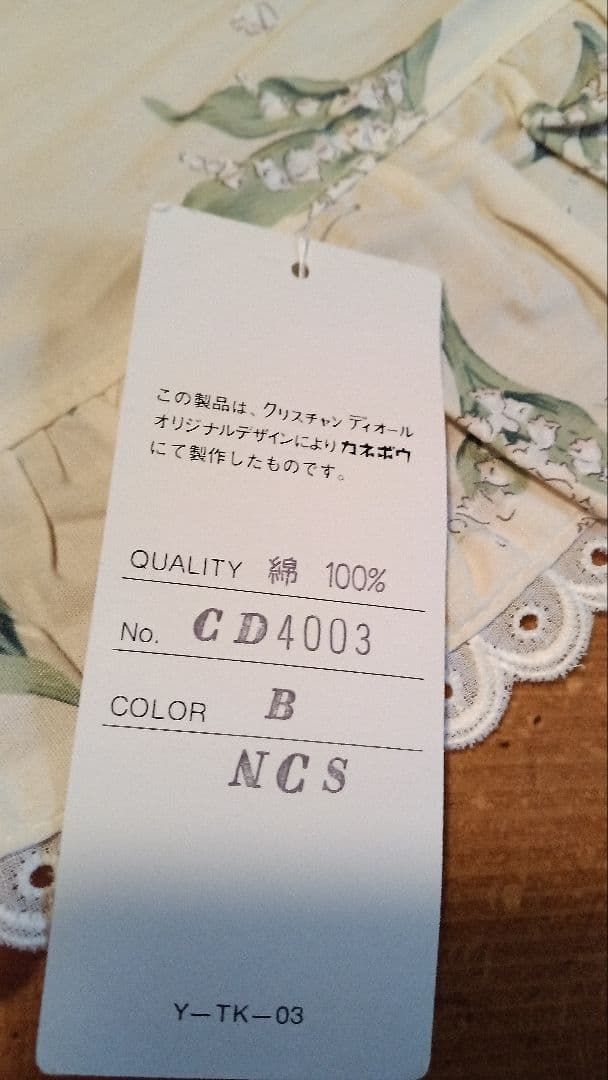 この製品は、クリスチャン ディオール
オリジナルデザインによりカネボウ
にて製作したものです。
QUALITY 綿 100%
No. CD4003
COLOR B
NCS
Y–TK–03